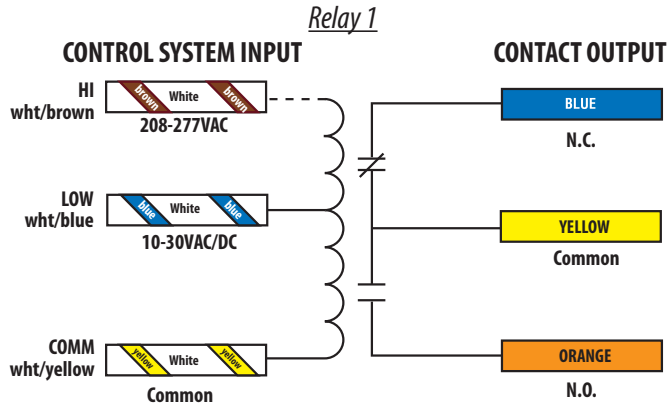 Relay 1
CONTROL SYSTEM INPUT
HI
wht/brown
brown White brown
208-277VAC
LOW
wht/blue
blue White blue
10-30VAC/DC
COMM
wht/yellow
yellow White yellow
Common
CONTACT OUTPUT
BLUE
N.C.
YELLOW
Common
ORANGE
N.O.